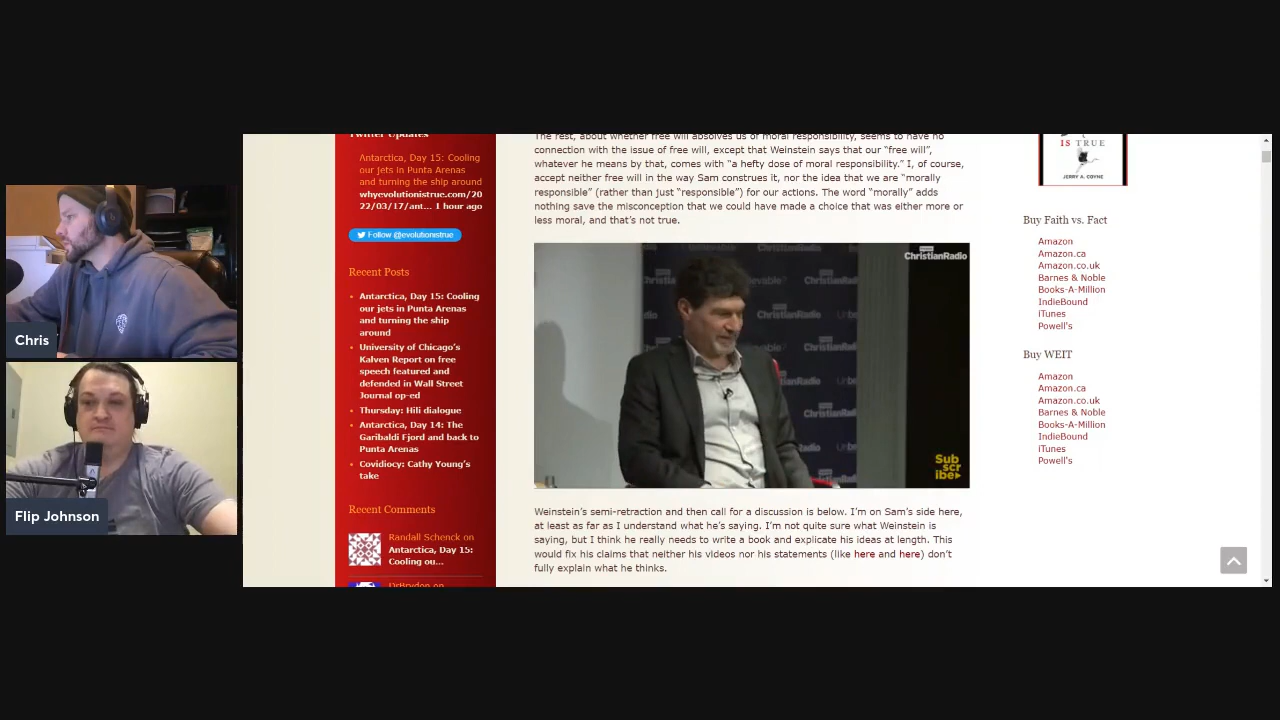 Chris
Flip Johnson
Twitter Updates
Antarctica, Day 15: Cooling
our jets in Punta Arenas
and turning the ship around
whyevolutionistrue.com/20
22/03/17/ant... 1 hour ago
Follow @evolutionistrue
Recent Posts
Antarctica, Day 15: Cooling
our jets in Punta Arenas
and turning the ship
around
University of Chicago’s
Kalven Report on free
speech featured and
defended in Wall Street
Journal op-ed
Thursday: Hili dialogue
Antarctica, Day 14: The
Garibaldi Fjord and back to
Punta Arenas
Covidiocy: Cathy Young’s
take
Recent Comments
Randall Schenck on
Antarctica, Day 15:
Cooling ou...
DrBrydon on
The rest, about whether free will absolves us of moral responsibility, seems to have no
connection with the issue of free will, except that Weinstein says that our “free will”,
whatever he means by that, comes with “a hefty dose of moral responsibility.” I, of course,
accept neither free will in the way Sam construes it, nor the idea that we are “morally
responsible” (rather than just “responsible”) for our actions. The word “morally” adds
nothing save the misconception that we could have made a choice that was either more or
less moral, and that’s not true.
ChristianRadio
ChristianRadio
ievable
ChristianRadio
Unb
ChristianRadio
ChristianRadio
Sub
scr
ibe
Weinstein’s semi-retraction and then call for a discussion is below. I’m on Sam’s side here,
at least as far as I understand what he’s saying. I’m not quite sure what Weinstein is
saying, but I think he really needs to write a book and explicate his ideas at length. This
would fix his claims that neither his videos nor his statements (like here and here) don’t
fully explain what he thinks.
IS TRUE
JERRY A. COYNE
Buy Faith vs. Fact
Amazon
Amazon.ca
Amazon.co.uk
Barnes & Noble
Books-A-Million
IndieBound
iTunes
Powell's
Buy WEIT
Amazon
Amazon.ca
Amazon.co.uk
Barnes & Noble
Books-A-Million
IndieBound
iTunes
Powell's